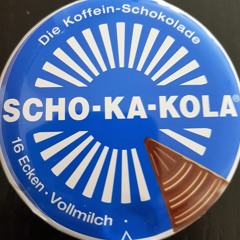 Die Koffein-Schokolade
SCHO-KA-KOLA®
16 Ecken · Vollmilch ·